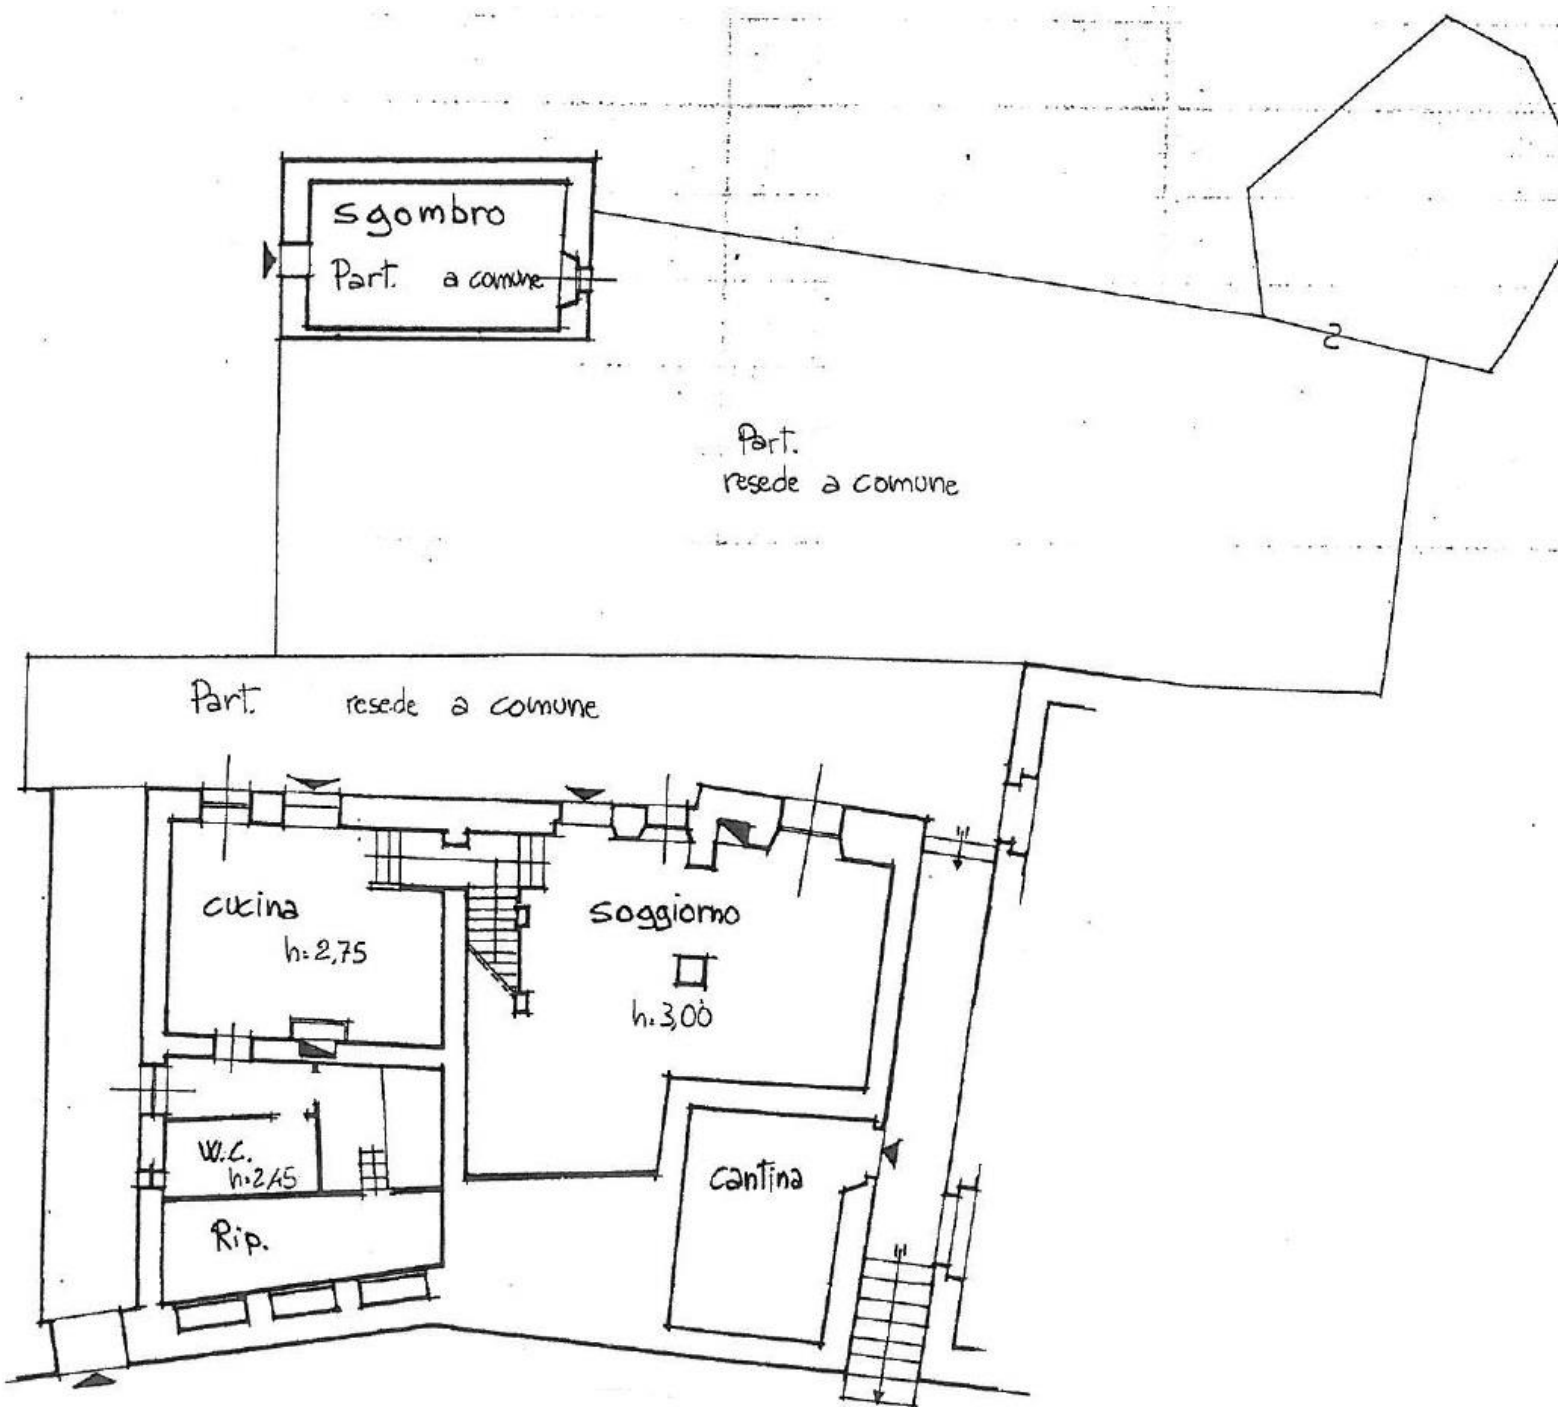 sgombro
Part. a comune
Part.
resede a comune
Part. resede a comune
cucina
h=2,75
soggiorno
h=3,00
W.C.
h=2,45
cantina
Rip.